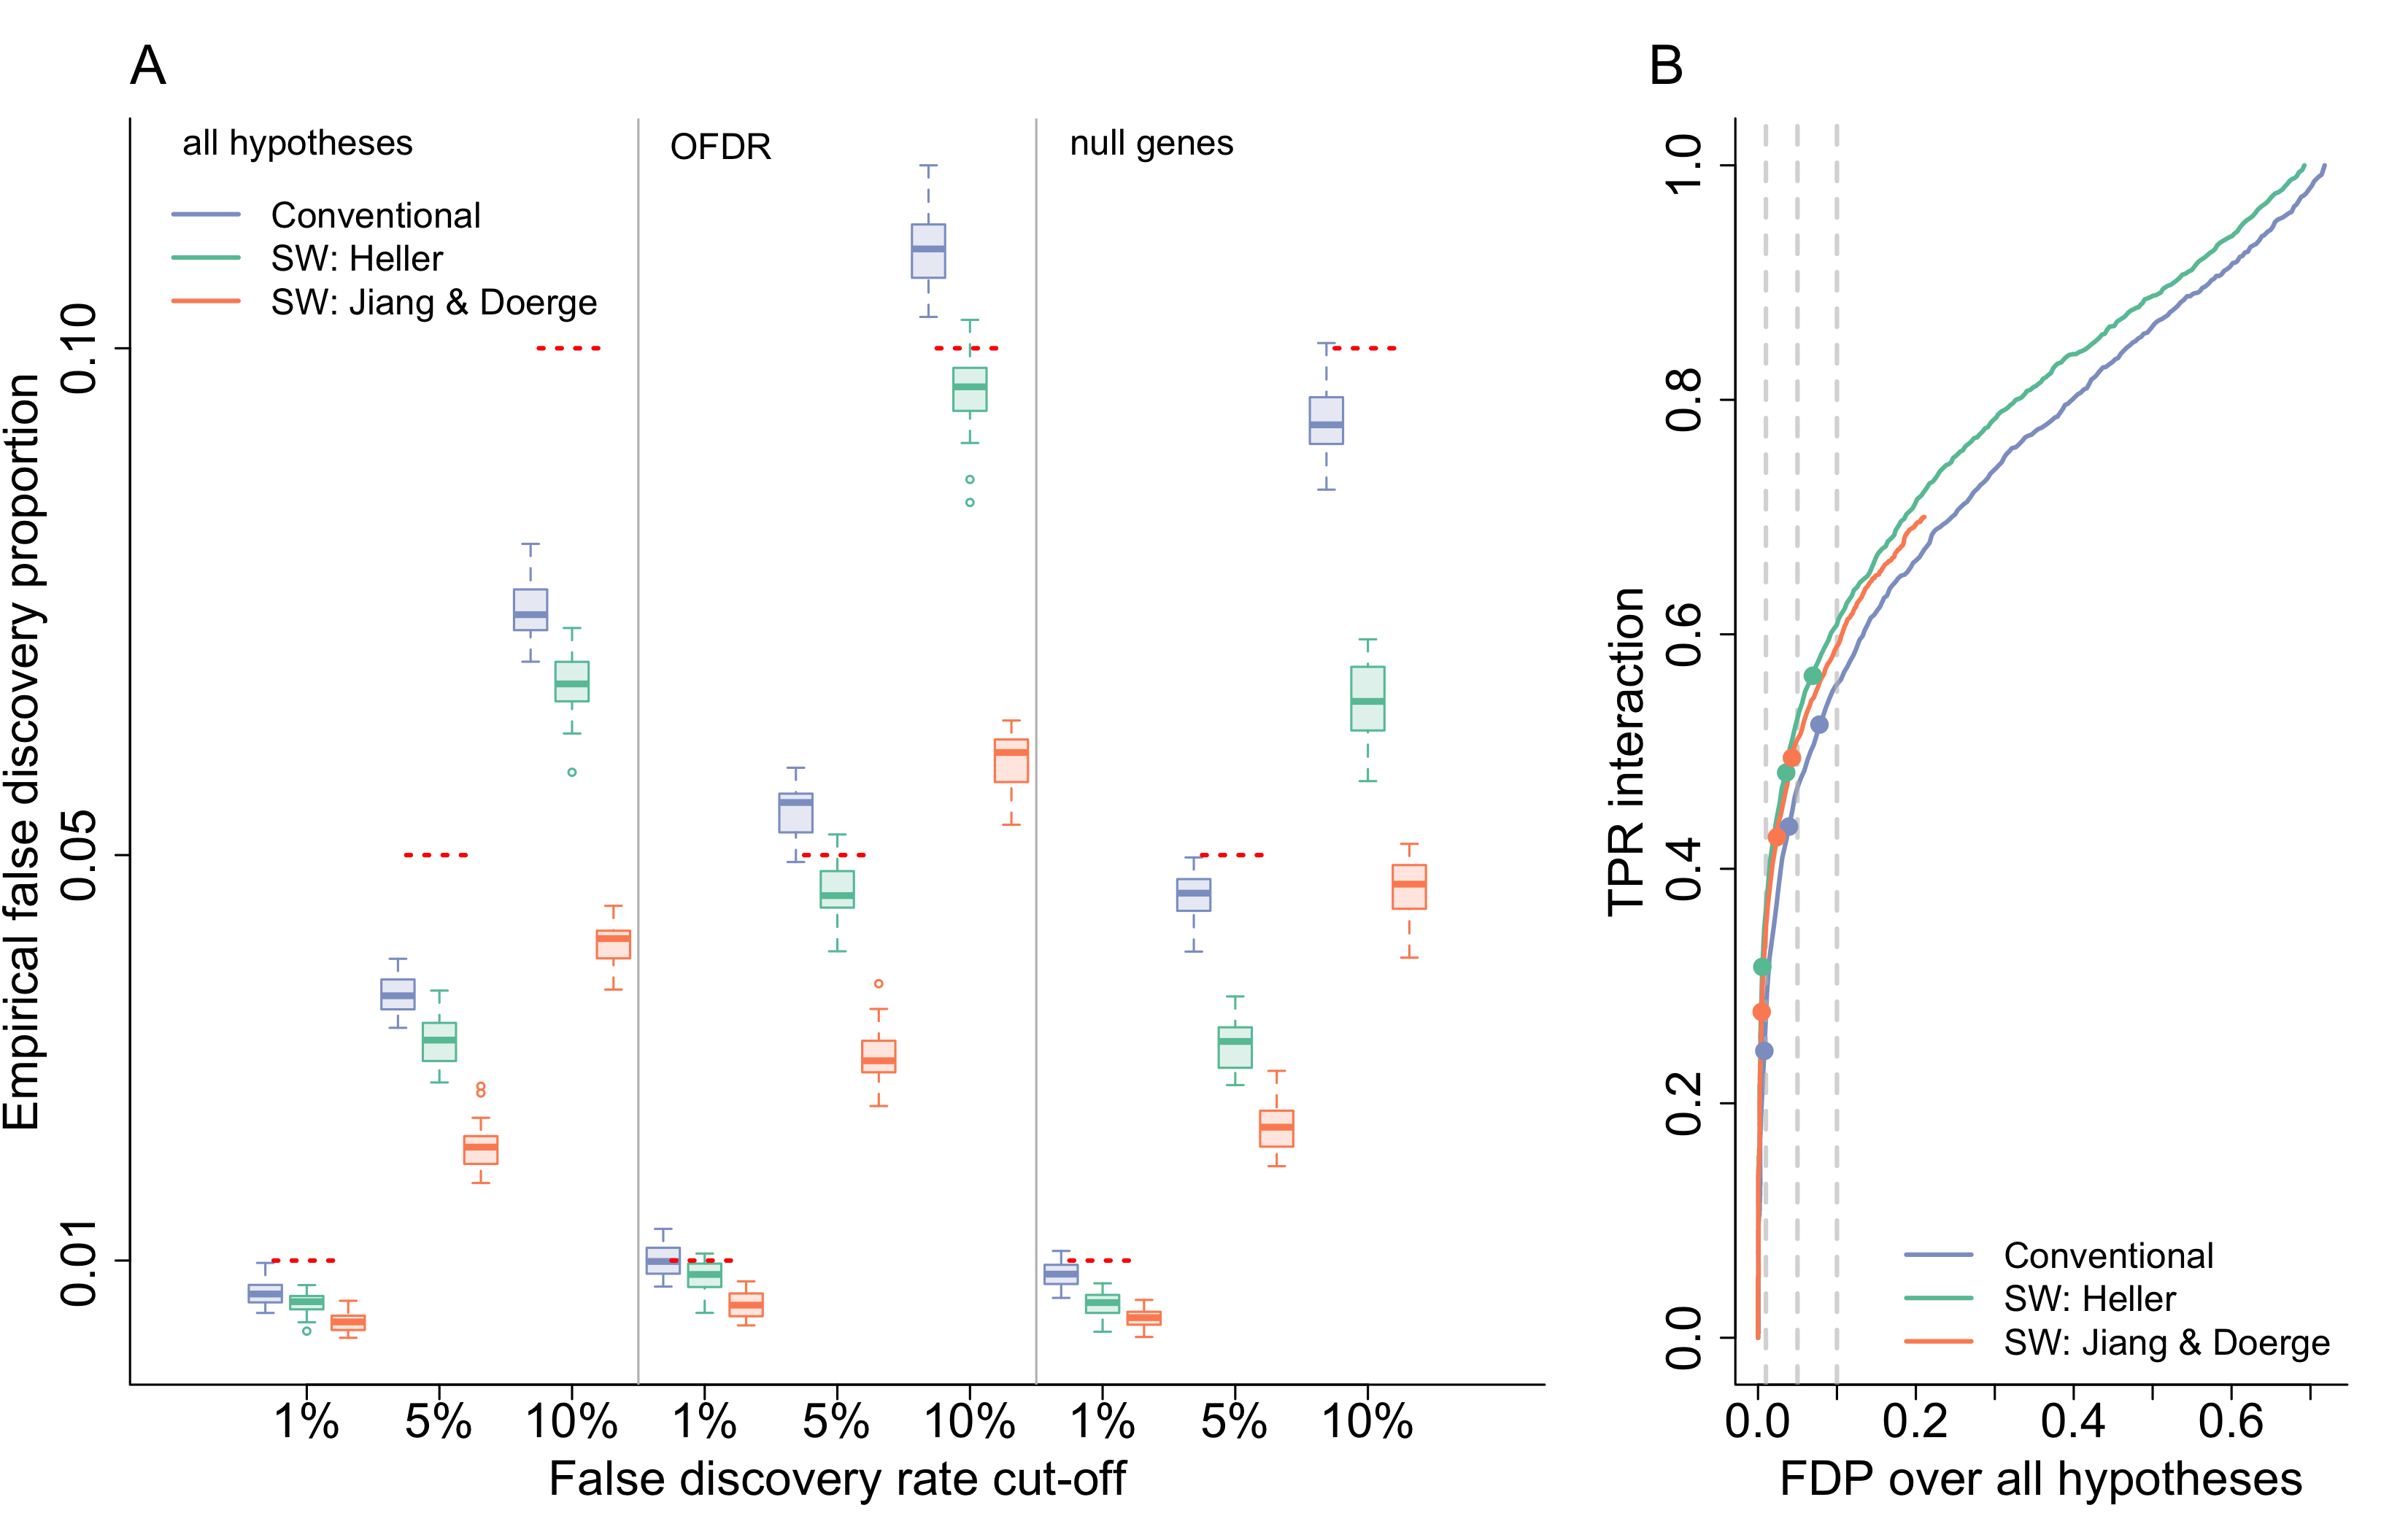 A
all hypotheses
OFDR
null genes
Conventional
SW: Heller
SW: Jiang & Doerge
Empirical false discovery proportion
0.10
0.05
0.01
1%
5%
10%
1%
5%
10%
1%
5%
10%
False discovery rate cut-off
B
TPR interaction
1.0
0.8
0.6
0.4
0.2
0.0
Conventional
SW: Heller
SW: Jiang & Doerge
0.0
0.2
0.4
0.6
FDP over all hypotheses